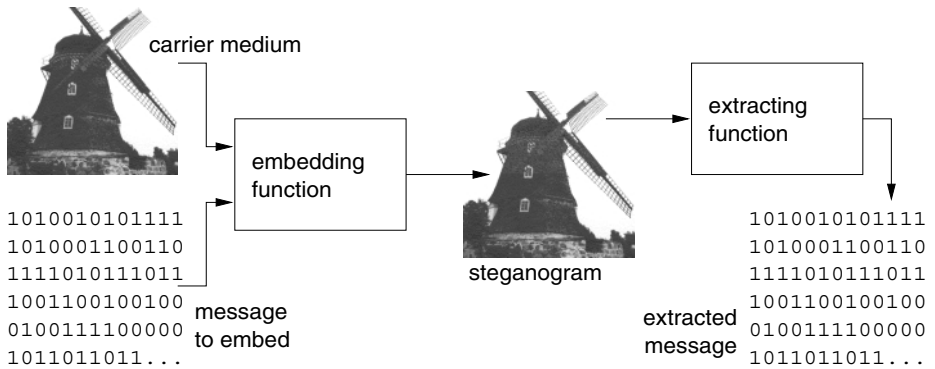 carrier medium
embedding
function
1010010101111
1010001100110
1111010111011
1001100100100
0100111100000
1011011011...
message
to embed
steganogram
extracting
function
1010010101111
1010001100110
1111010111011
1001100100100
0100111100000
1011011011...
extracted
message